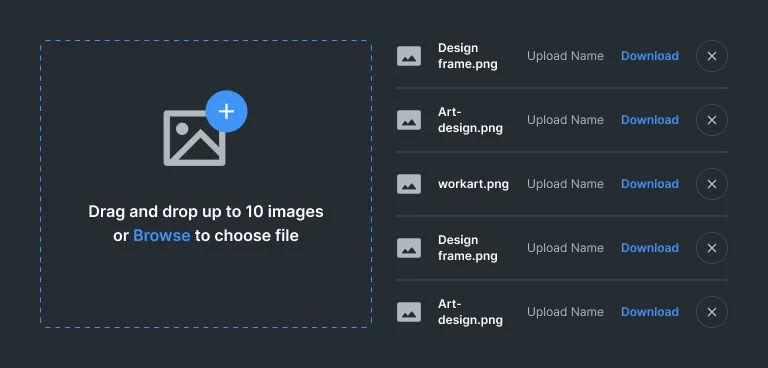 Drag and drop up to 10 images
or Browse to choose file
Design
frame.png
Upload Name
Download
Art-
design.png
Upload Name
Download
workart.png
Upload Name
Download
Design
frame.png
Upload Name
Download
Art-
design.png
Upload Name
Download